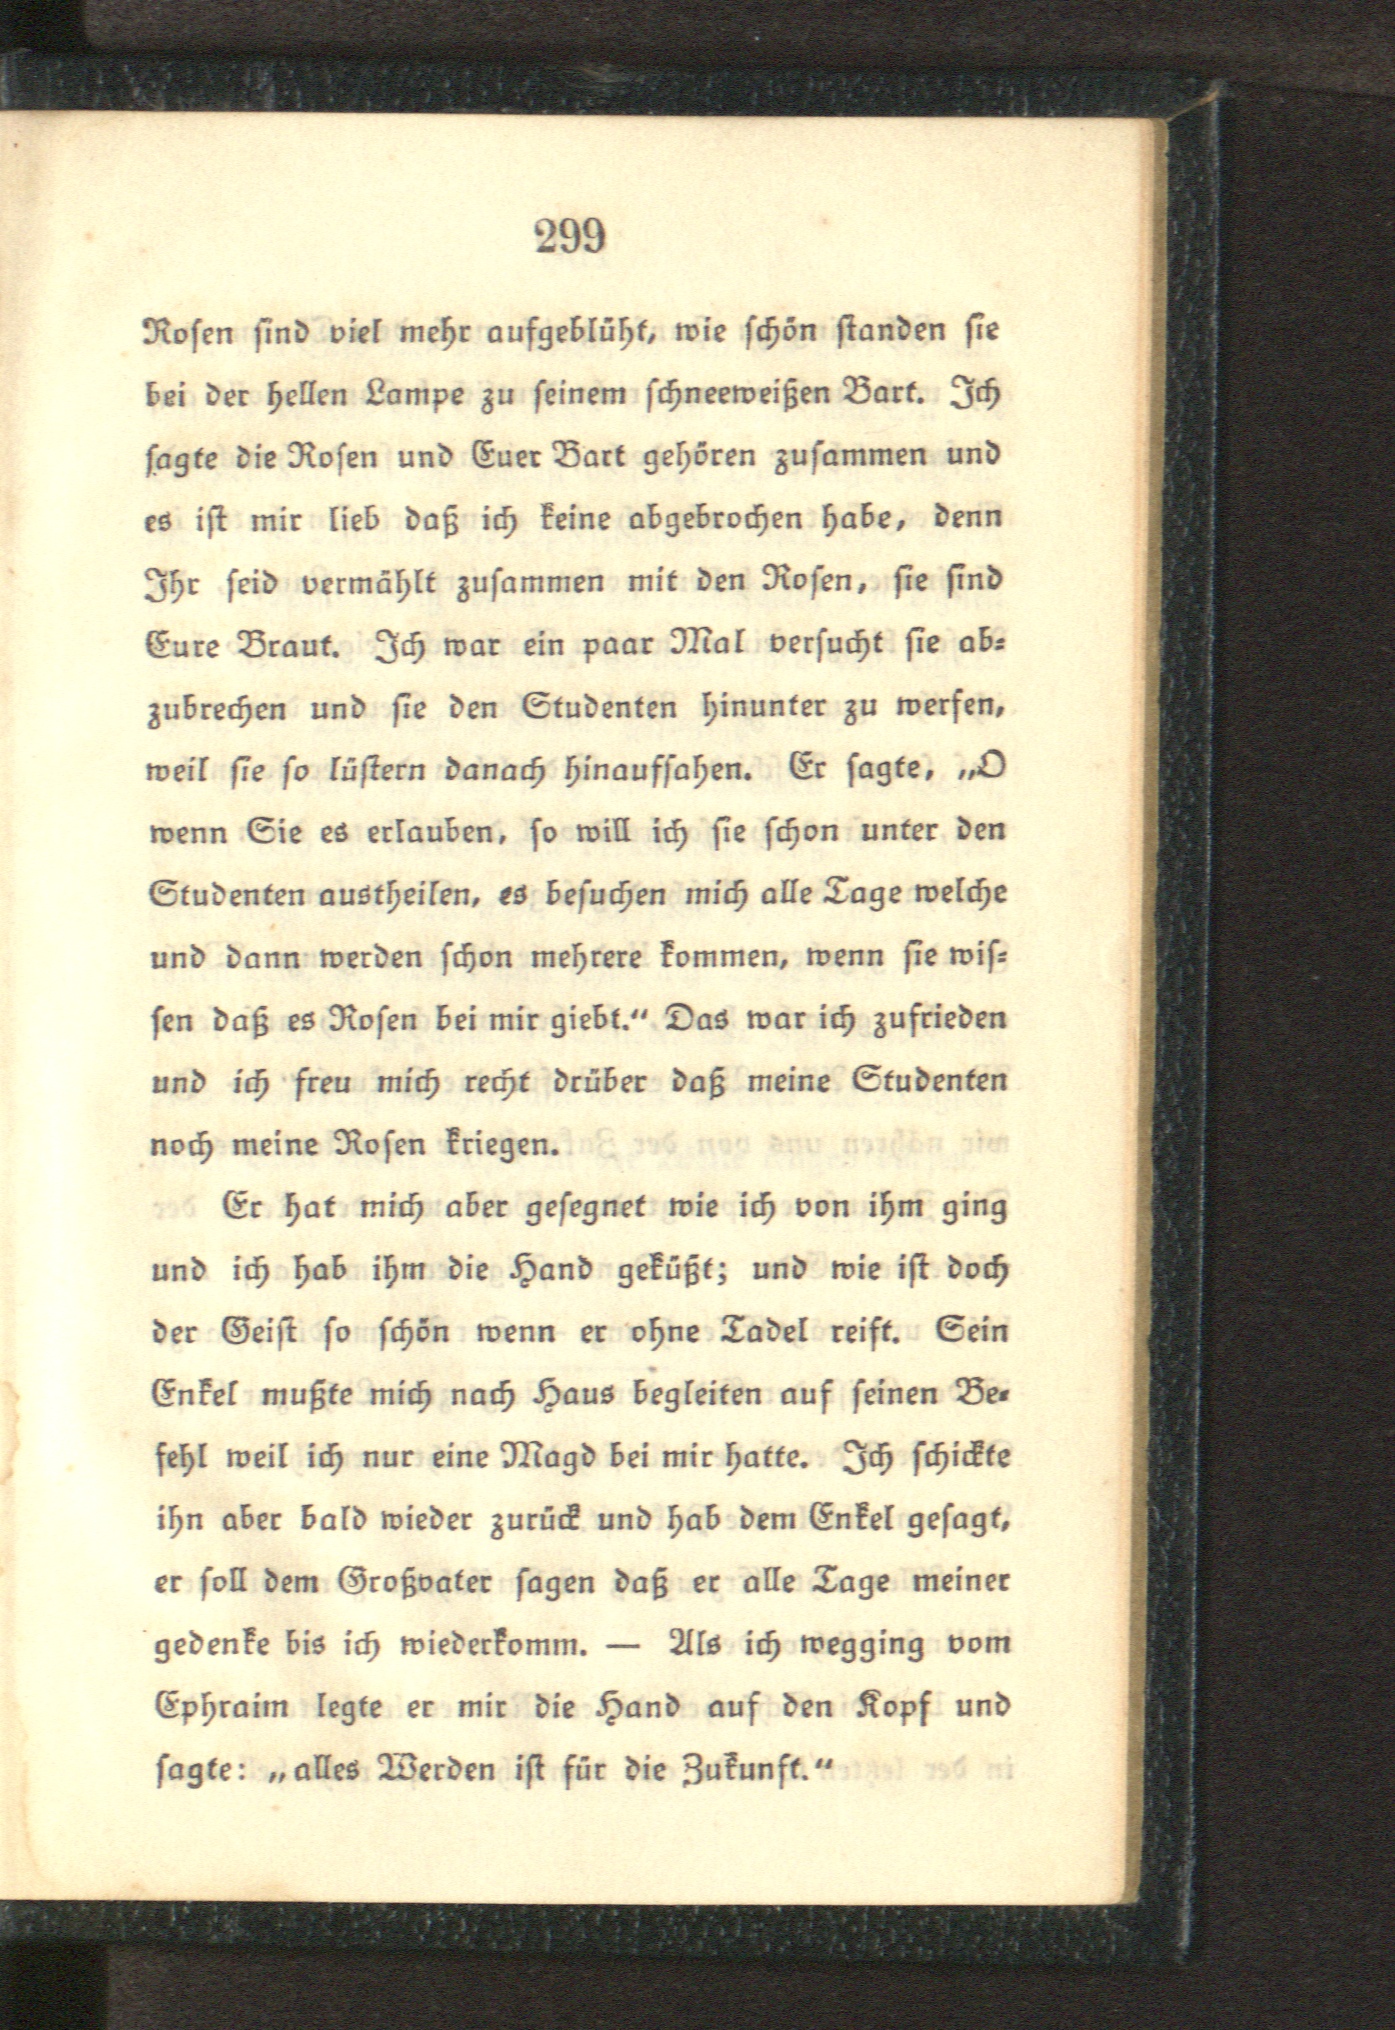 299
Rosen sind viel mehr aufgeblüht, wie schön standen sie
bei der hellen Lampe zu seinem schneeweißen Bart. Ich
sagte die Rosen und Euer Bart gehören zusammen und
es ist mir lieb daß ich keine abgebrochen habe, denn
Ihr seid vermählt zusammen mit den Rosen, sie sind
Eure Braut. Ich war ein paar Mal versucht sie ab-
zubrechen und sie den Studenten hinunter zu werfen,
weil sie so lüstern danach hinaufsahen. Er sagte, „O
wenn Sie es erlauben, so will ich sie schon unter den
Studenten austheilen, es besuchen mich alle Tage welche
und dann werden schon mehrere kommen, wenn sie wis-
sen daß es Rosen bei mir giebt.“ Das war ich zufrieden
und ich freu mich recht drüber daß meine Studenten
noch meine Rosen kriegen.
Er hat mich aber gesegnet wie ich von ihm ging
und ich hab ihm die Hand geküßt; und wie ist doch
der Geist so schön wenn er ohne Tadel reift. Sein
Enkel mußte mich nach Haus begleiten auf seinen Be-
fehl weil ich nur eine Magd bei mir hatte. Ich schickte
ihn aber bald wieder zurück und hab dem Enkel gesagt,
er soll dem Großvater sagen daß er alle Tage meiner
gedenke bis ich wiederkomm. — Als ich wegging vom
Ephraim legte er mir die Hand auf den Kopf und
sagte: „alles Werden ist für die Zukunft.“